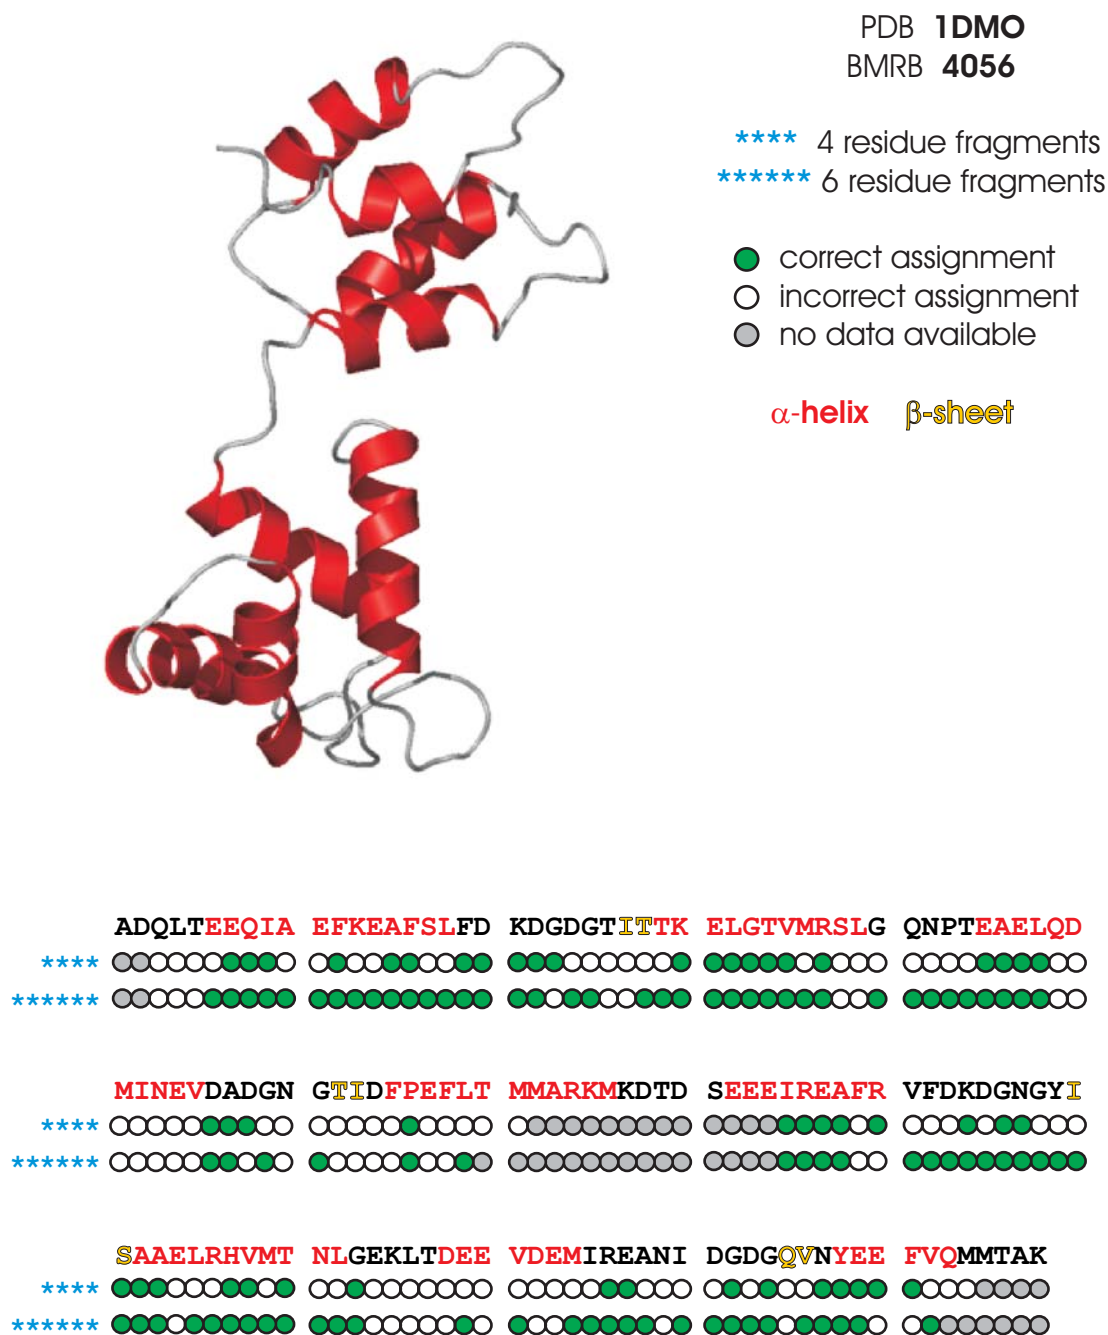 PDB 1DMO
BMRB 4056
**** 4 residue fragments
****** 6 residue fragments
correct assignment
incorrect assignment
no data available
α-helix β-sheet
ADQLTEEQIA EFKEAFSLFD KDGDGTITTK ELGTVMRSLG QNPTEAELQD
****
******
MINEVDADGN GTIDFPEFLT MMARKMKDTD SEEEIREAFR VFDKDGNGYI
****
******
SAAELRHVMT NLGEKLTDEE VDEMIREANI DGDGQVNYEE FVQMMTAK
****
******